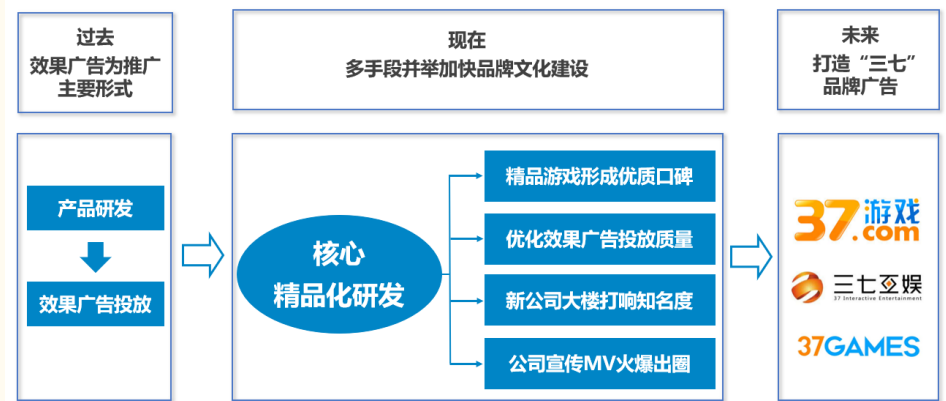 过去
效果广告为推广
主要形式
现在
多手段并举加快品牌文化建设
未来
打造“三七”
品牌广告
产品研发
效果广告投放
核心
精品化研发
精品游戏形成优质口碑
优化效果广告投放质量
新公司大楼打响知名度
公司宣传MV火爆出圈
37游戏
.com
三七互娱
37 Interactive Entertainment
37GAMES